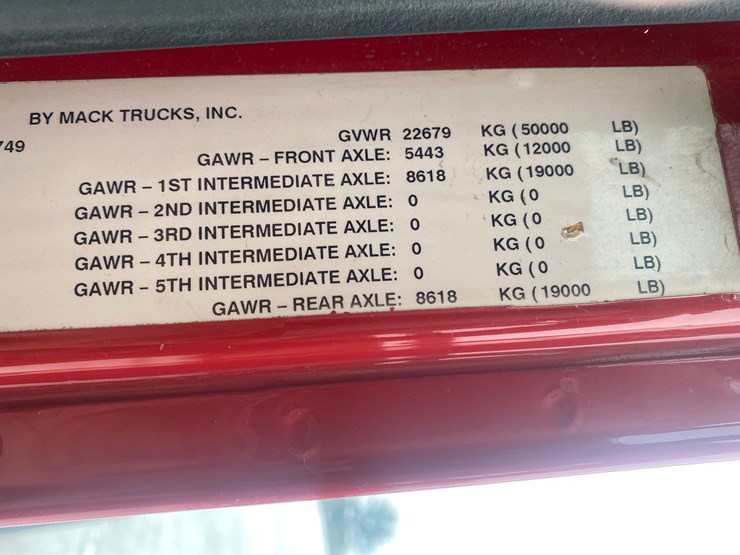 BY MACK TRUCKS, INC.
749
GVWR 22679 KG (50000 LB)
GAWR – FRONT AXLE: 5443 KG (12000 LB)
GAWR – 1ST INTERMEDIATE AXLE: 8618 KG (19000 LB)
GAWR – 2ND INTERMEDIATE AXLE: 0 KG (0 LB)
GAWR – 3RD INTERMEDIATE AXLE: 0 KG (0 LB)
GAWR – 4TH INTERMEDIATE AXLE: 0 KG (0 LB)
GAWR – 5TH INTERMEDIATE AXLE: 0 KG (0 LB)
GAWR – REAR AXLE: 8618 KG (19000 LB)